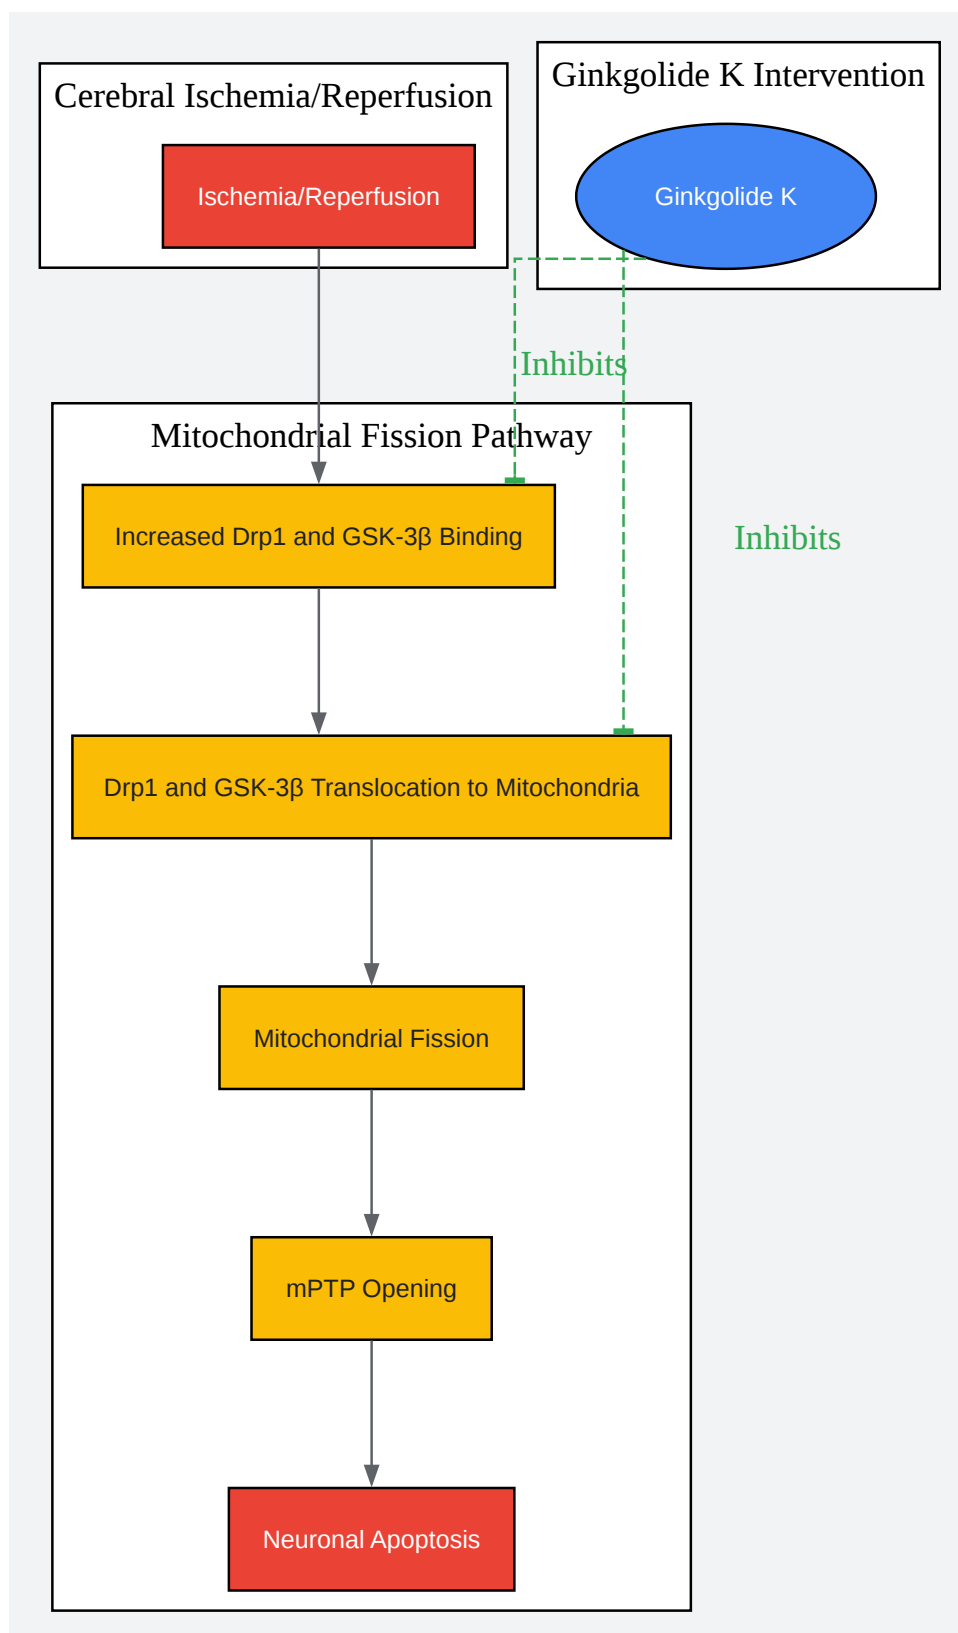 Cerebral Ischemia/Reperfusion
Ginkgolide K Intervention
Ischemia/Reperfusion
Ginkgolide K
Inhibits
Mitochondrial Fission Pathway
Increased Drp1 and GSK-3β Binding
Inhibits
Drp1 and GSK-3β Translocation to Mitochondria
Mitochondrial Fission
mPTP Opening
Neuronal Apoptosis